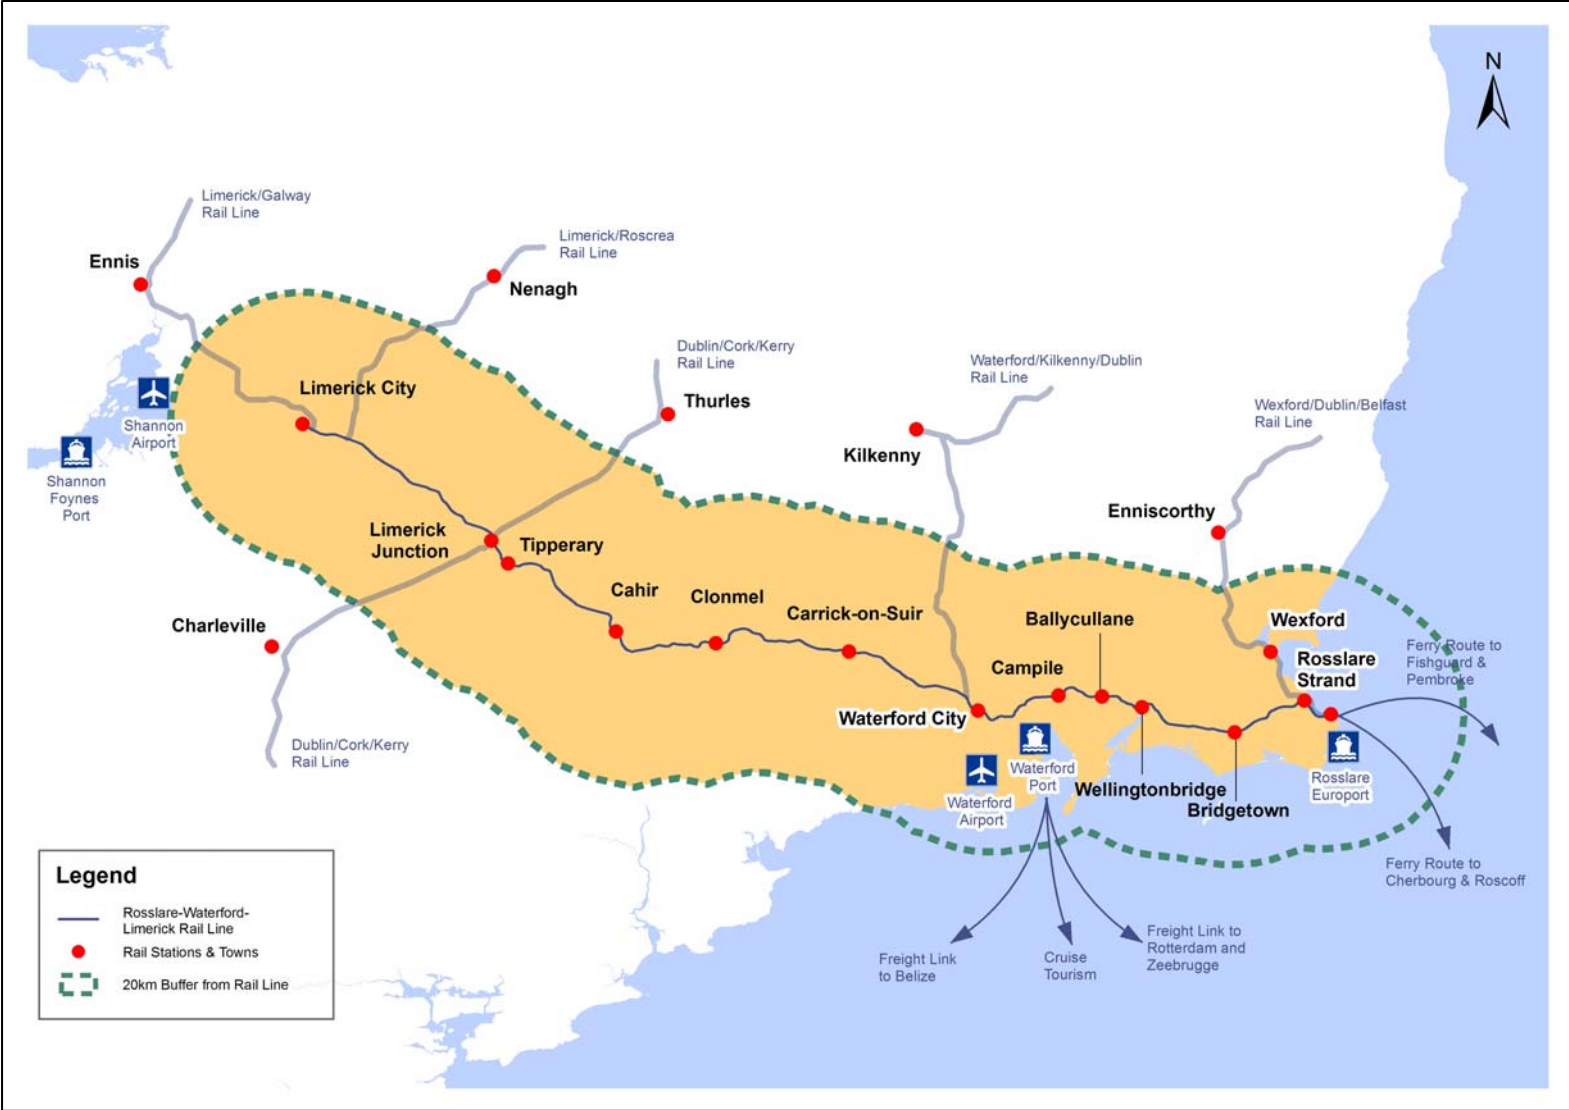 N
Limerick/Galway
Rail Line
Limerick/Roscrea
Rail Line
Ennis
Nenagh
Dublin/Cork/Kerry
Rail Line
Waterford/Kilkenny/Dublin
Rail Line
Limerick City
Thurles
Wexford/Dublin/Belfast
Rail Line
Shannon
Airport
Kilkenny
Shannon
Foynes
Port
Enniscorthy
Limerick
Junction
Tipperary
Cahir
Clonmel
Carrick-on-Suir
Ballycullane
Charleville
Wexford
Ferry Route to
Fishguard &
Pembroke
Rosslare
Strand
Campile
Waterford City
Dublin/Cork/Kerry
Rail Line
Waterford
Port
Waterford
Airport
Wellingtonbridge
Bridgetown
Rosslare
Europort
Ferry Route to
Cherbourg & Roscoff
Freight Link
to Belize
Cruise
Tourism
Freight Link to
Rotterdam and
Zeebrugge
Legend
Rosslare-Waterford-
Limerick Rail Line
Rail Stations & Towns
20km Buffer from Rail Line